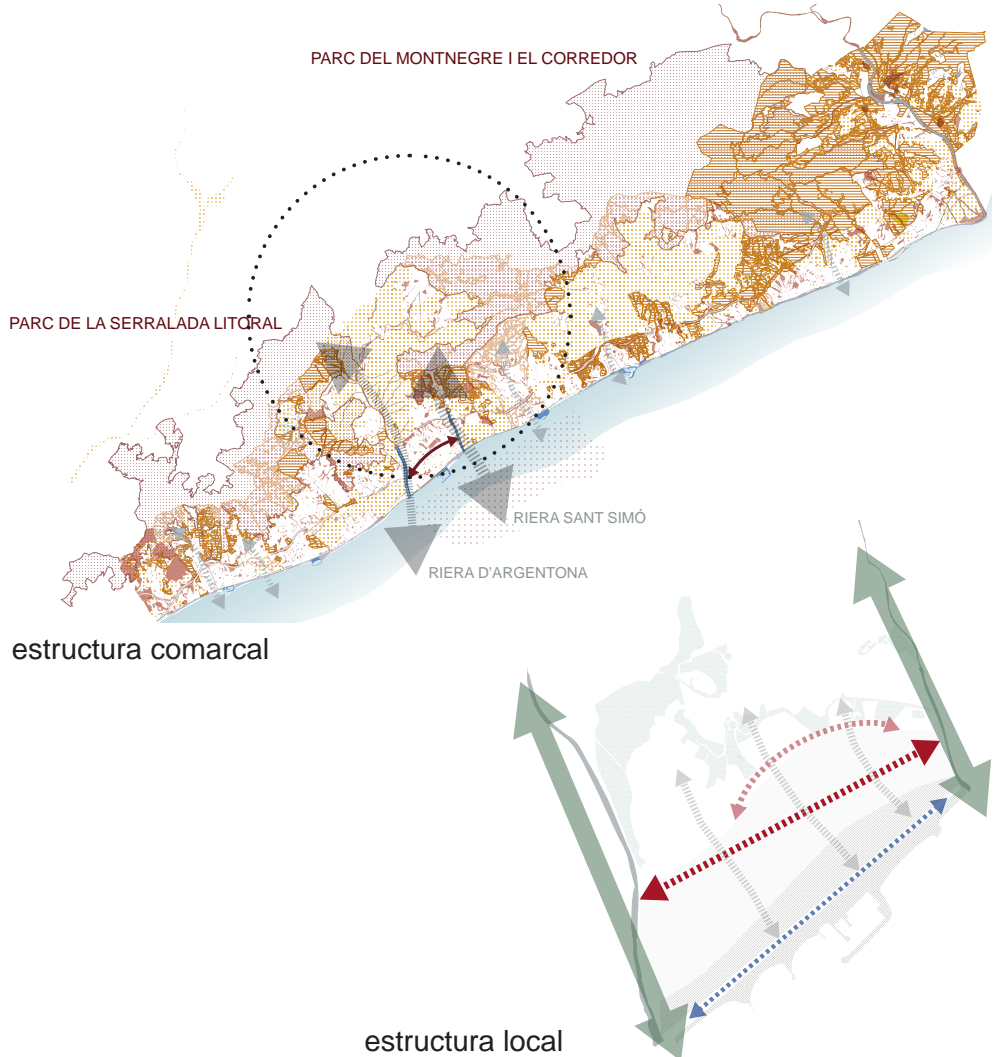 PARC DEL MONTNEGRE I EL CORREDOR
PARC DE LA SERRALADA LITORAL
RIERA SANT SIMÓ
RIERA D'ARGENTONA
estructura comarcal
estructura local